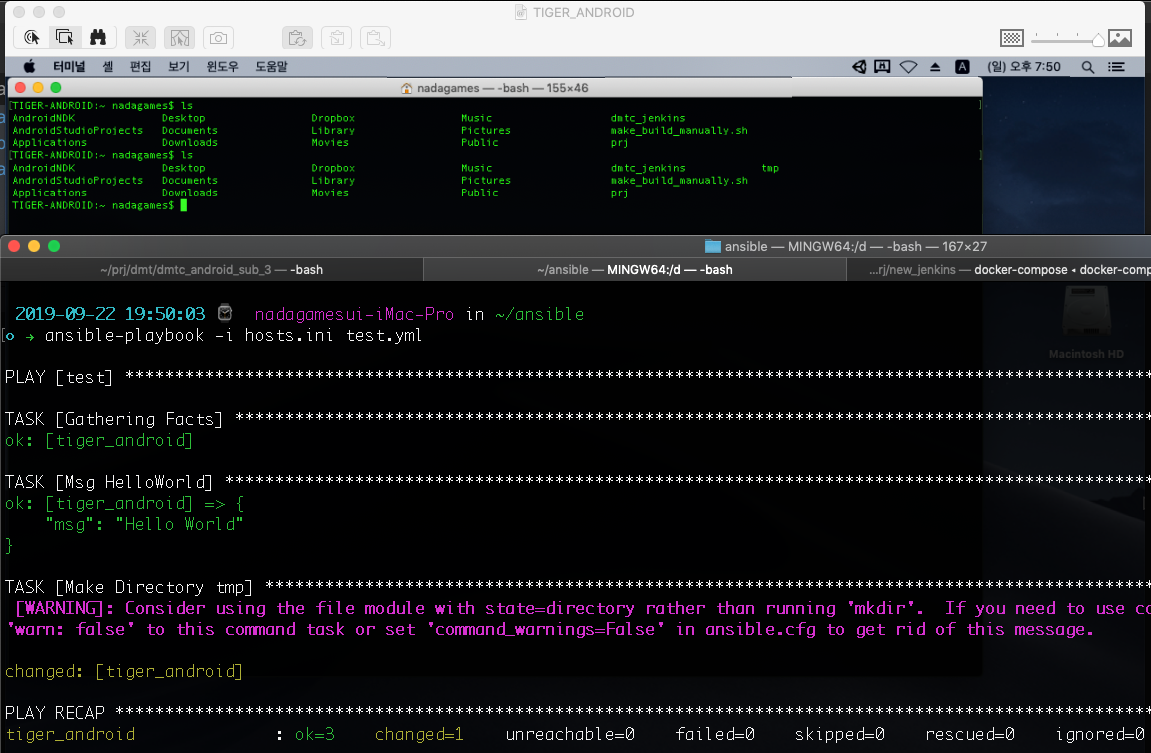 TIGER_ANDROID
터미널 셸 편집 보기 윈도우 도움말 A (일) 오후 7:50
nadagames — -bash — 155×46
[TIGER-ANDROID:~ nadagames$ ls ]
AndroidNDK Desktop Dropbox Music dmtc_jenkins
AndroidStudioProjects Documents Library Pictures make_build_manually.sh
Applications Downloads Movies Public prj
[TIGER-ANDROID:~ nadagames$ ls ]
AndroidNDK Desktop Dropbox Music dmtc_jenkins tmp
AndroidStudioProjects Documents Library Pictures make_build_manually.sh
Applications Downloads Movies Public prj
TIGER-ANDROID:~ nadagames$
ansible — MINGW64:/d — -bash — 167×27
~/prj/dmt/dmtc_android_sub_3 — -bash ~/ansible — MINGW64:/d — -bash ...rj/new_jenkins — docker-compose ◂ docker-comp
2019-09-22 19:50:03 nadagamesui-iMac-Pro in ~/ansible
[o → ansible-playbook -i hosts.ini test.yml
PLAY [test] *******************************************************************************************************
TASK [Gathering Facts] ********************************************************************************************
ok: [tiger_android]
TASK [Msg HelloWorld] *********************************************************************************************
ok: [tiger_android] => {
"msg": "Hello World"
}
TASK [Make Directory tmp] *****************************************************************************************
[WARNING]: Consider using the file module with state=directory rather than running 'mkdir'. If you need to use co
'warn: false' to this command task or set 'command_warnings=False' in ansible.cfg to get rid of this message.
changed: [tiger_android]
PLAY RECAP ********************************************************************************************************
tiger_android : ok=3 changed=1 unreachable=0 failed=0 skipped=0 rescued=0 ignored=0
Macintosh HD